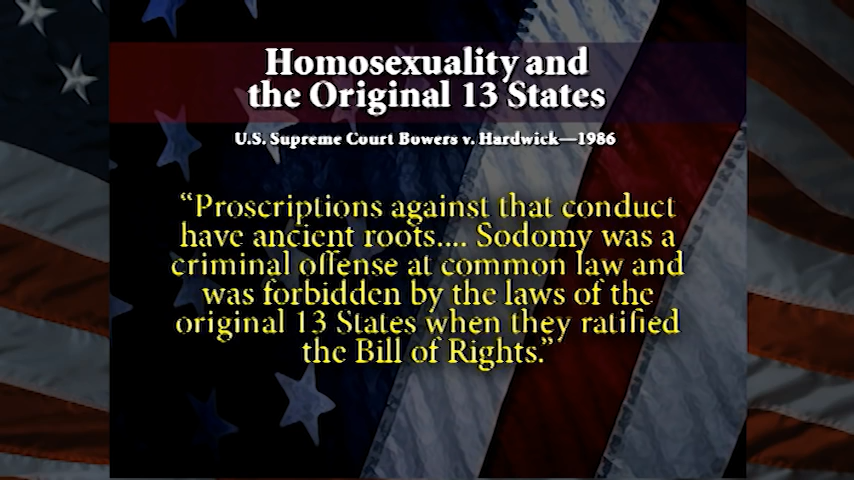 Homosexuality and
the Original 13 States
U.S. Supreme Court Bowers v. Hardwick—1986
“Proscriptions against that conduct
have ancient roots.... Sodomy was a
criminal offense at common law and
was forbidden by the laws of the
original 13 States when they ratified
the Bill of Rights.”